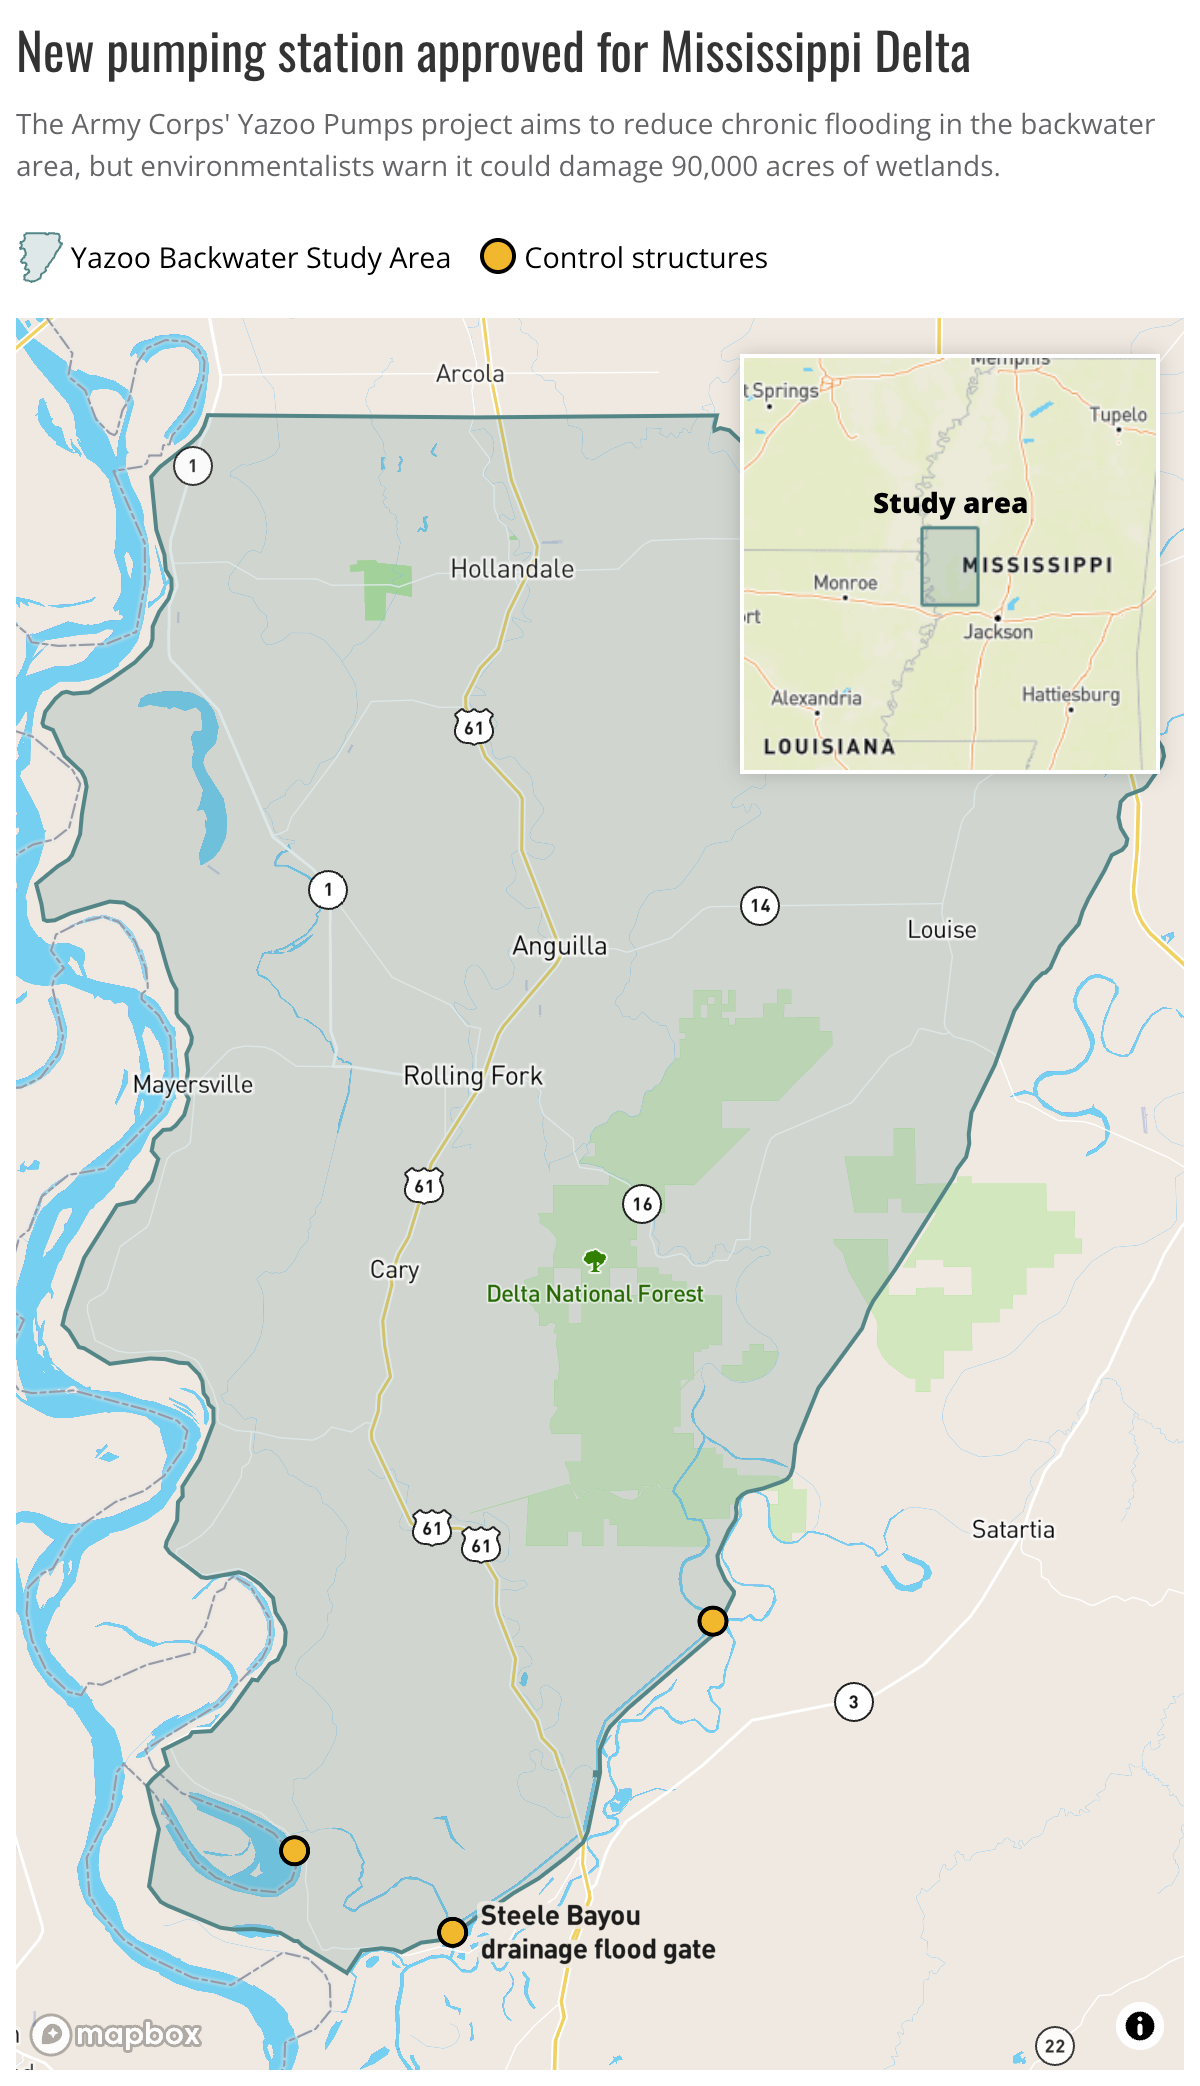 New pumping station approved for Mississippi Delta
The Army Corps' Yazoo Pumps project aims to reduce chronic flooding in the backwater
area, but environmentalists warn it could damage 90,000 acres of wetlands.
Yazoo Backwater Study Area
Control structures
Arcola
Memphis
t Springs
Tupelo
1
Study area
Hollandale
MISSISSIPPI
Monroe
rt
Jackson
Alexandria
Hattiesburg
61
LOUISIANA
1
14
Louise
Anguilla
Rolling Fork
Mayersville
61
16
Cary
Delta National Forest
61
61
Satartia
3
Steele Bayou
drainage flood gate
mapbox
22